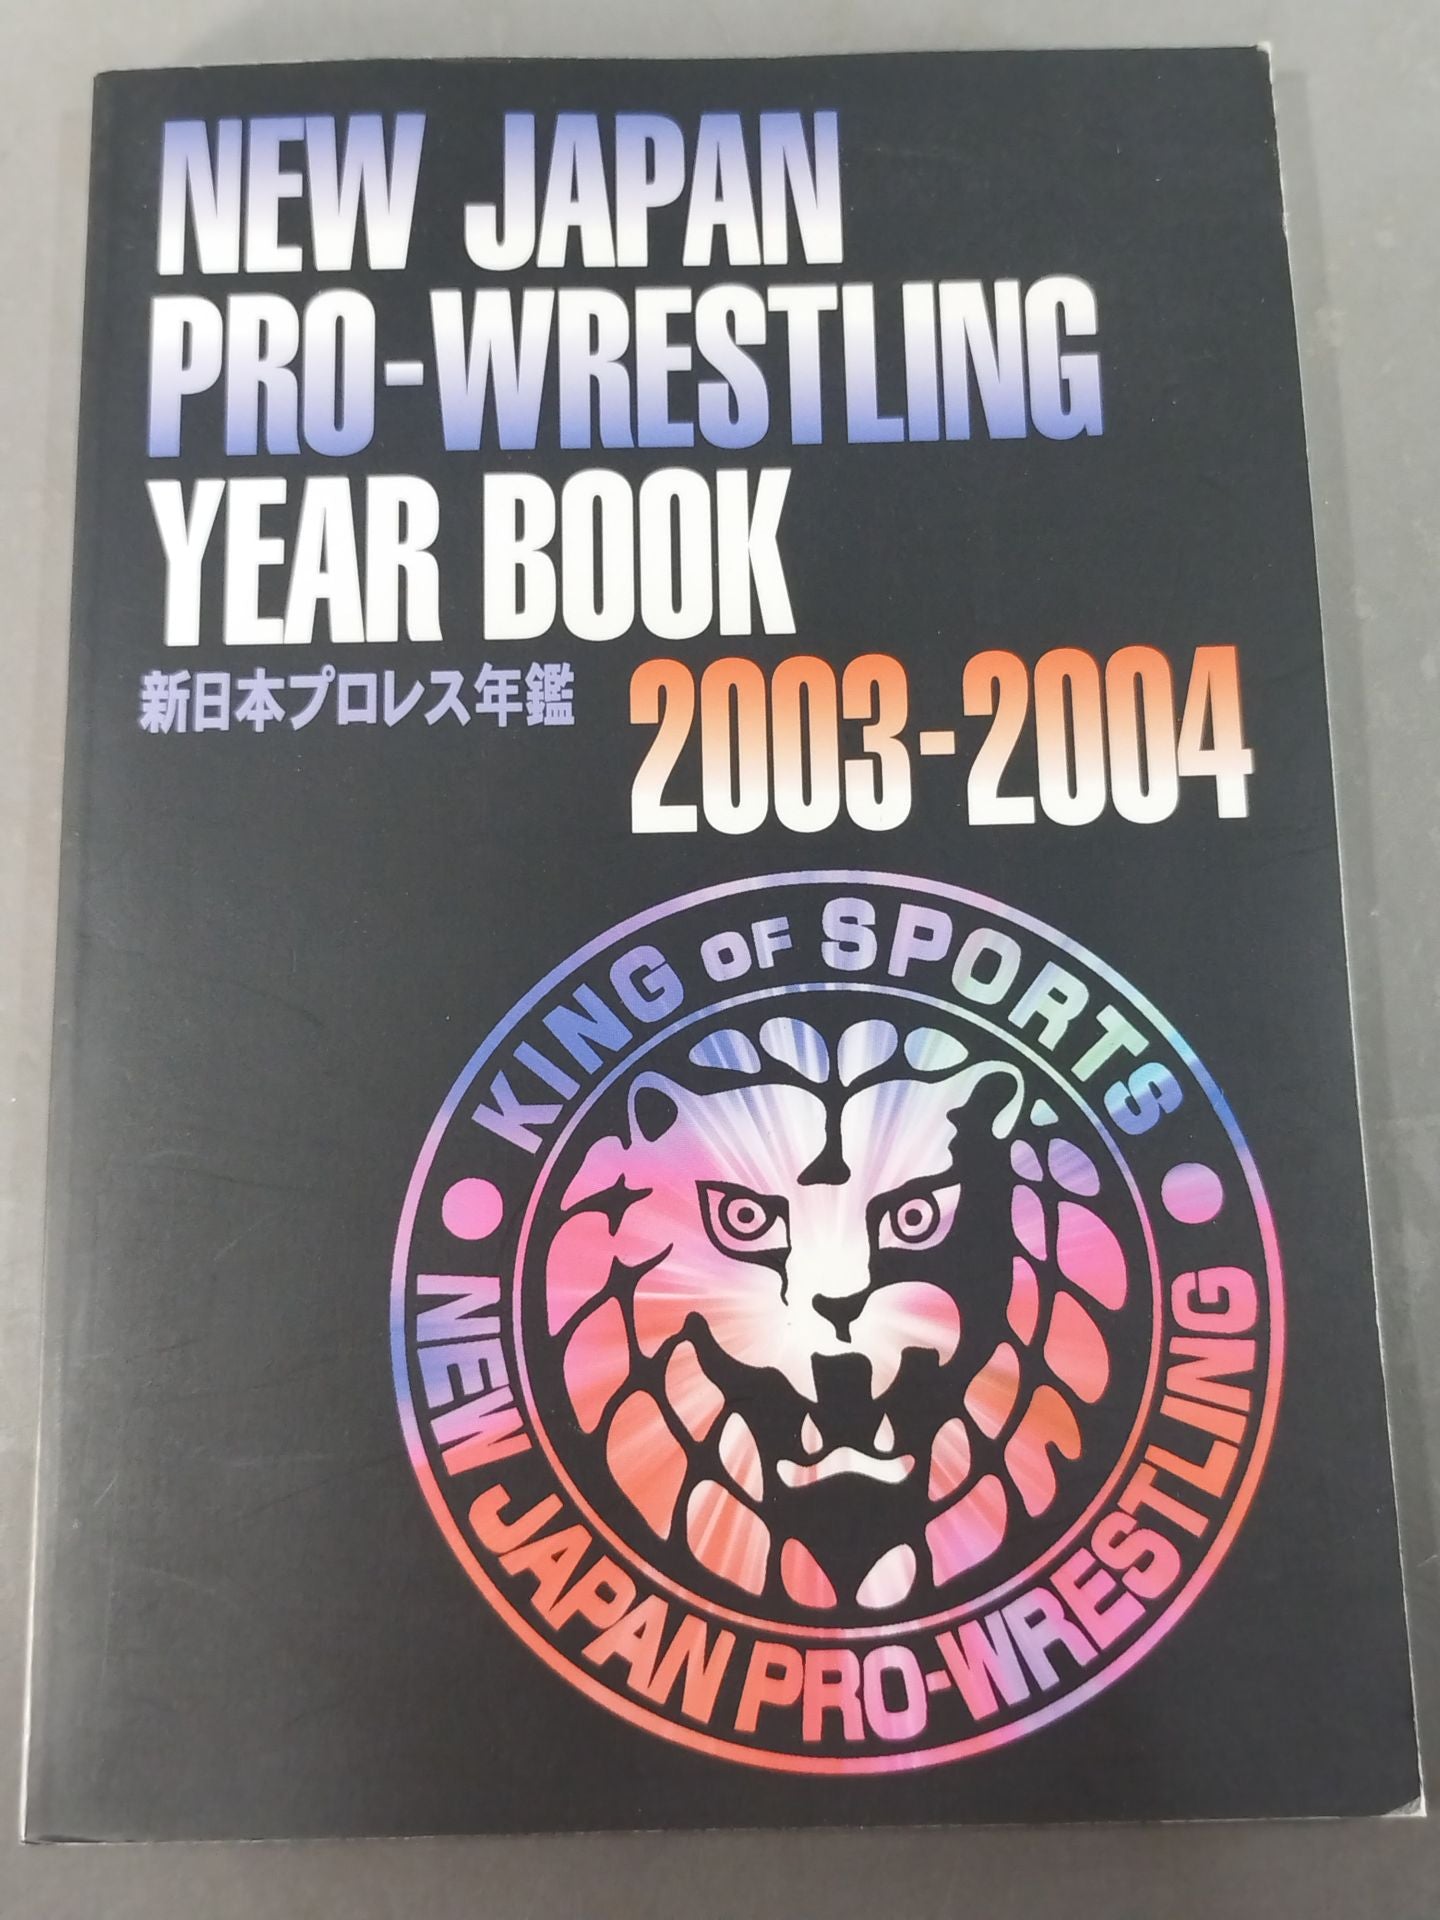 NEW JAPAN
PRO-WRESTLING
YEAR BOOK
新日本プロレス年鑑
2003-2004
KING OF SPORTS
NEW JAPAN PRO-WRESTLING